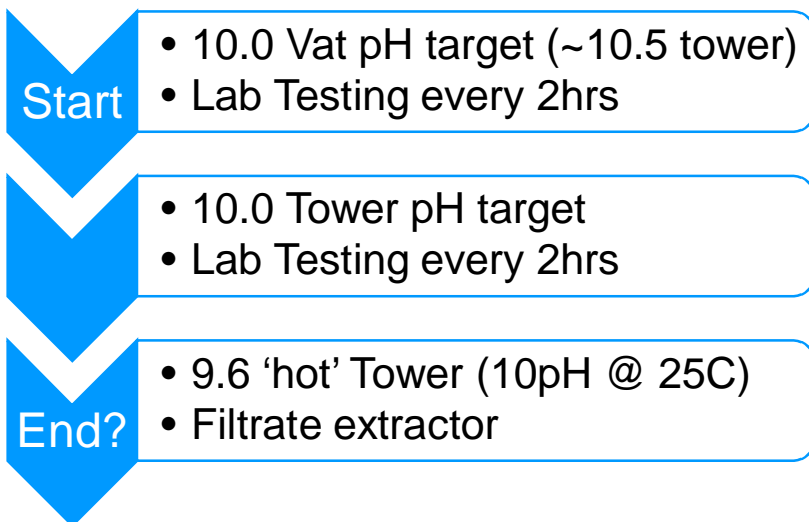 Start
• 10.0 Vat pH target (~10.5 tower)
• Lab Testing every 2hrs
• 10.0 Tower pH target
• Lab Testing every 2hrs
End?
• 9.6 ‘hot’ Tower (10pH @ 25C)
• Filtrate extractor